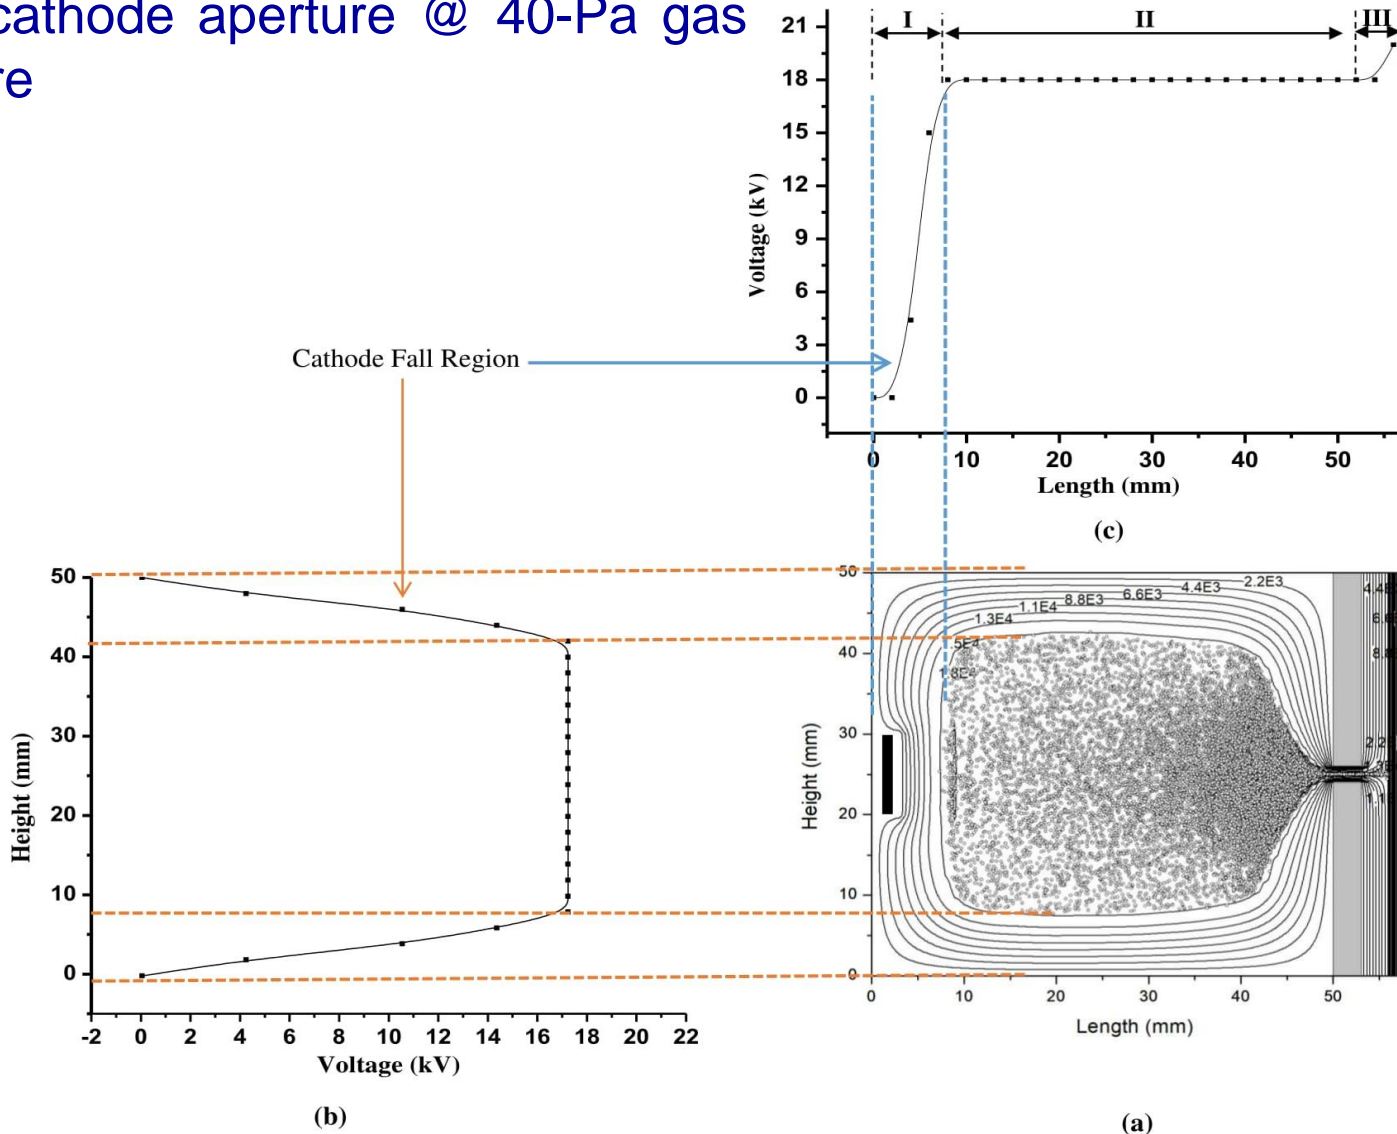 cathode aperture @ 40-Pa gas
re
I II III
21
18
15
12
9
6
3
0
Voltage (kV)
0 10 20 30 40 50
Length (mm)
(c)
Cathode Fall Region
50
40
30
20
10
0
Height (mm)
-2 0 2 4 6 8 10 12 14 16 18 20 22
Voltage (kV)
(b)
50
40
30
20
10
0
Height (mm)
2.2E3
4.4E3
6.6E3
8.8E3
1.1E4
1.3E4
.5E4
1.8E4
0 10 20 30 40 50
Length (mm)
(a)